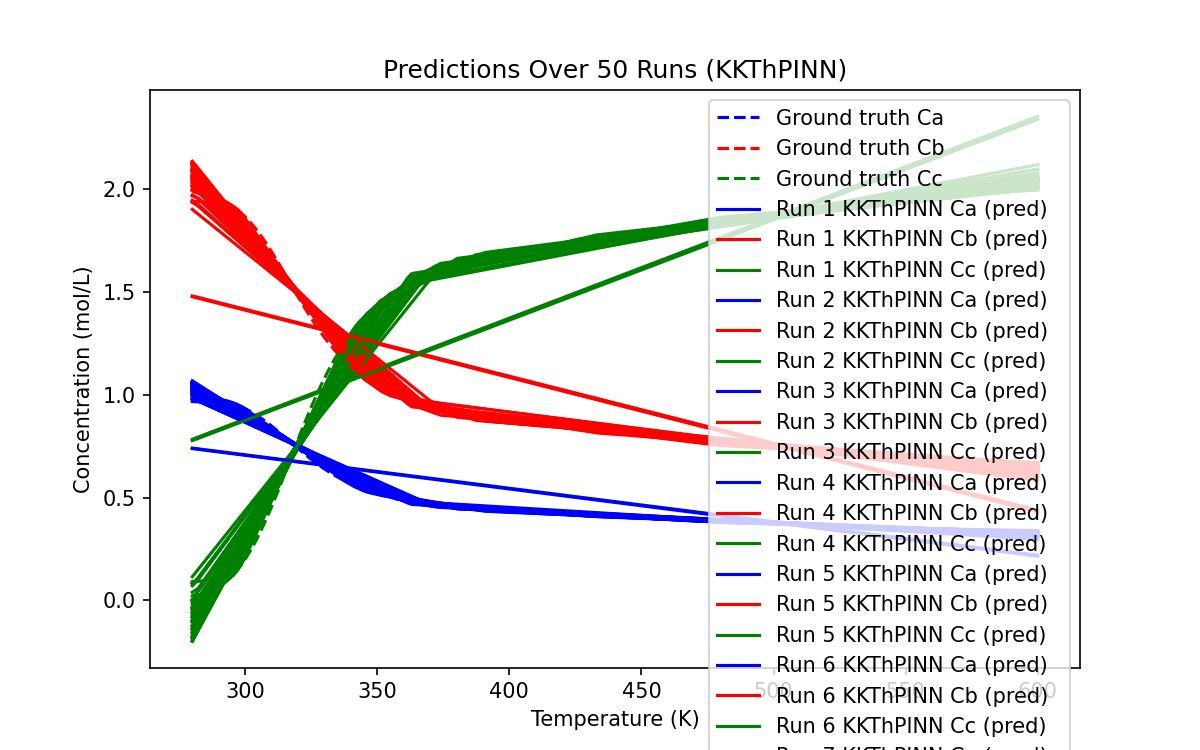 Predictions Over 50 Runs (KKThPINN)
Concentration (mol/L)
2.0
1.5
1.0
0.5
0.0
300
350
400
450
500
550
600
Temperature (K)
Ground truth Ca
Ground truth Cb
Ground truth Cc
Run 1 KKThPINN Ca (pred)
Run 1 KKThPINN Cb (pred)
Run 1 KKThPINN Cc (pred)
Run 2 KKThPINN Ca (pred)
Run 2 KKThPINN Cb (pred)
Run 2 KKThPINN Cc (pred)
Run 3 KKThPINN Ca (pred)
Run 3 KKThPINN Cb (pred)
Run 3 KKThPINN Cc (pred)
Run 4 KKThPINN Ca (pred)
Run 4 KKThPINN Cb (pred)
Run 4 KKThPINN Cc (pred)
Run 5 KKThPINN Ca (pred)
Run 5 KKThPINN Cb (pred)
Run 5 KKThPINN Cc (pred)
Run 6 KKThPINN Ca (pred)
Run 6 KKThPINN Cb (pred)
Run 6 KKThPINN Cc (pred)